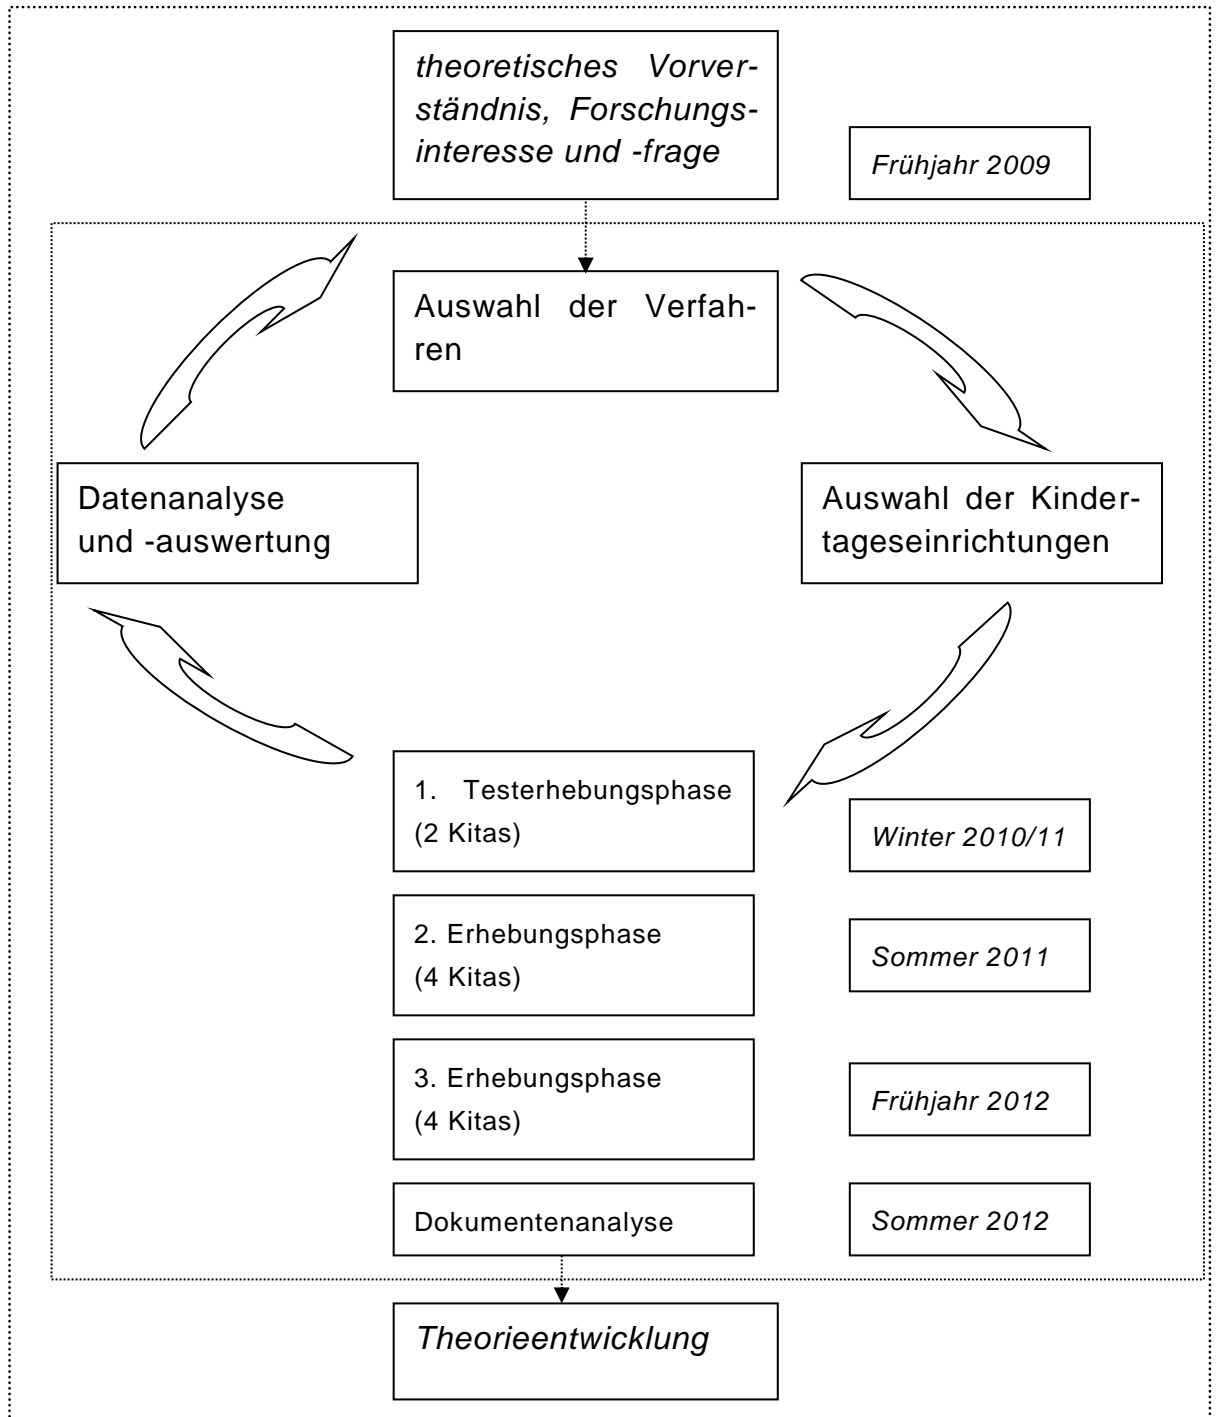 theoretisches Vorver-
ständnis, Forschungs-
interesse und -frage
Frühjahr 2009
Auswahl der Verfah-
ren
Datenanalyse
und -auswertung
Auswahl der Kinder-
tageseinrichtungen
1. Testerhebungsphase
(2 Kitas)
Winter 2010/11
2. Erhebungsphase
(4 Kitas)
Sommer 2011
3. Erhebungsphase
(4 Kitas)
Frühjahr 2012
Dokumentenanalyse
Sommer 2012
Theorieentwicklung